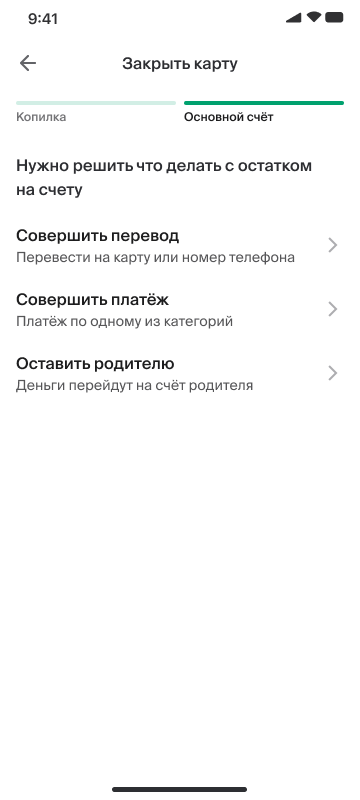 9:41
Закрыть карту
Копилка
Основной счёт
Нужно решить что делать с остатком
на счету
Совершить перевод
Перевести на карту или номер телефона
Совершить платёж
Платёж по одному из категорий
Оставить родителю
Деньги перейдут на счёт родителя